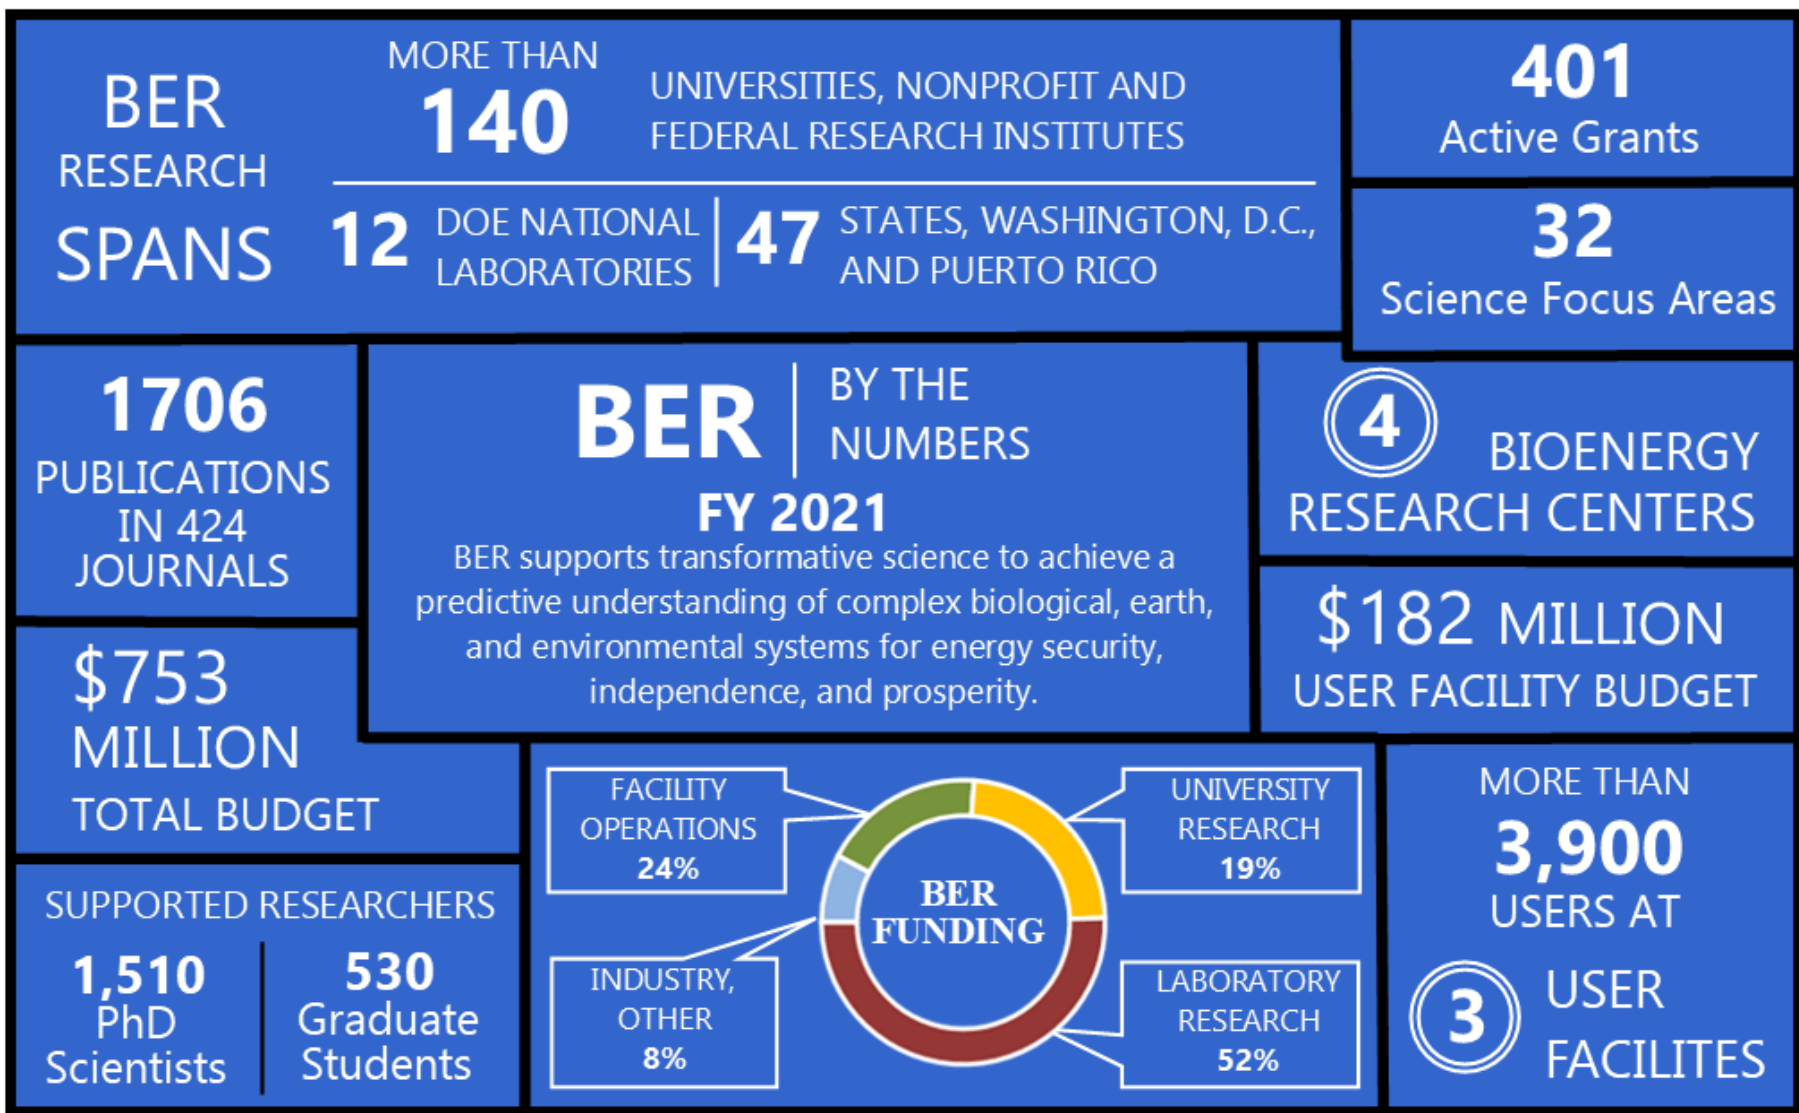 BER
RESEARCH
SPANS
MORE THAN
140
UNIVERSITIES, NONPROFIT AND
FEDERAL RESEARCH INSTITUTES
12
DOE NATIONAL
LABORATORIES
47
STATES, WASHINGTON, D.C.,
AND PUERTO RICO
401
Active Grants
32
Science Focus Areas
1706
PUBLICATIONS
IN 424
JOURNALS
BER
BY THE
NUMBERS
FY 2021
BER supports transformative science to achieve a
predictive understanding of complex biological, earth,
and environmental systems for energy security,
independence, and prosperity.
4
BIOENERGY
RESEARCH CENTERS
$182 MILLION
USER FACILITY BUDGET
$753
MILLION
TOTAL BUDGET
SUPPORTED RESEARCHERS
1,510
PhD
Scientists
530
Graduate
Students
FACILITY
OPERATIONS
24%
UNIVERSITY
RESEARCH
19%
BER
FUNDING
INDUSTRY,
OTHER
8%
LABORATORY
RESEARCH
52%
MORE THAN
3,900
USERS AT
3
USER
FACILITES